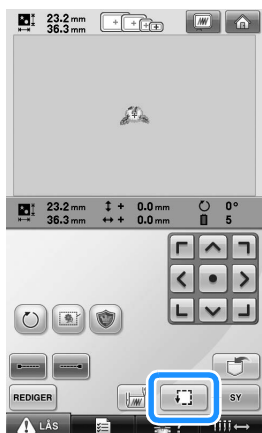 23.2 mm
36.3 mm
23.2 mm + 0.0 mm 0°
36.3 mm + 0.0 mm 5
REDIGER SY
LÅS ?